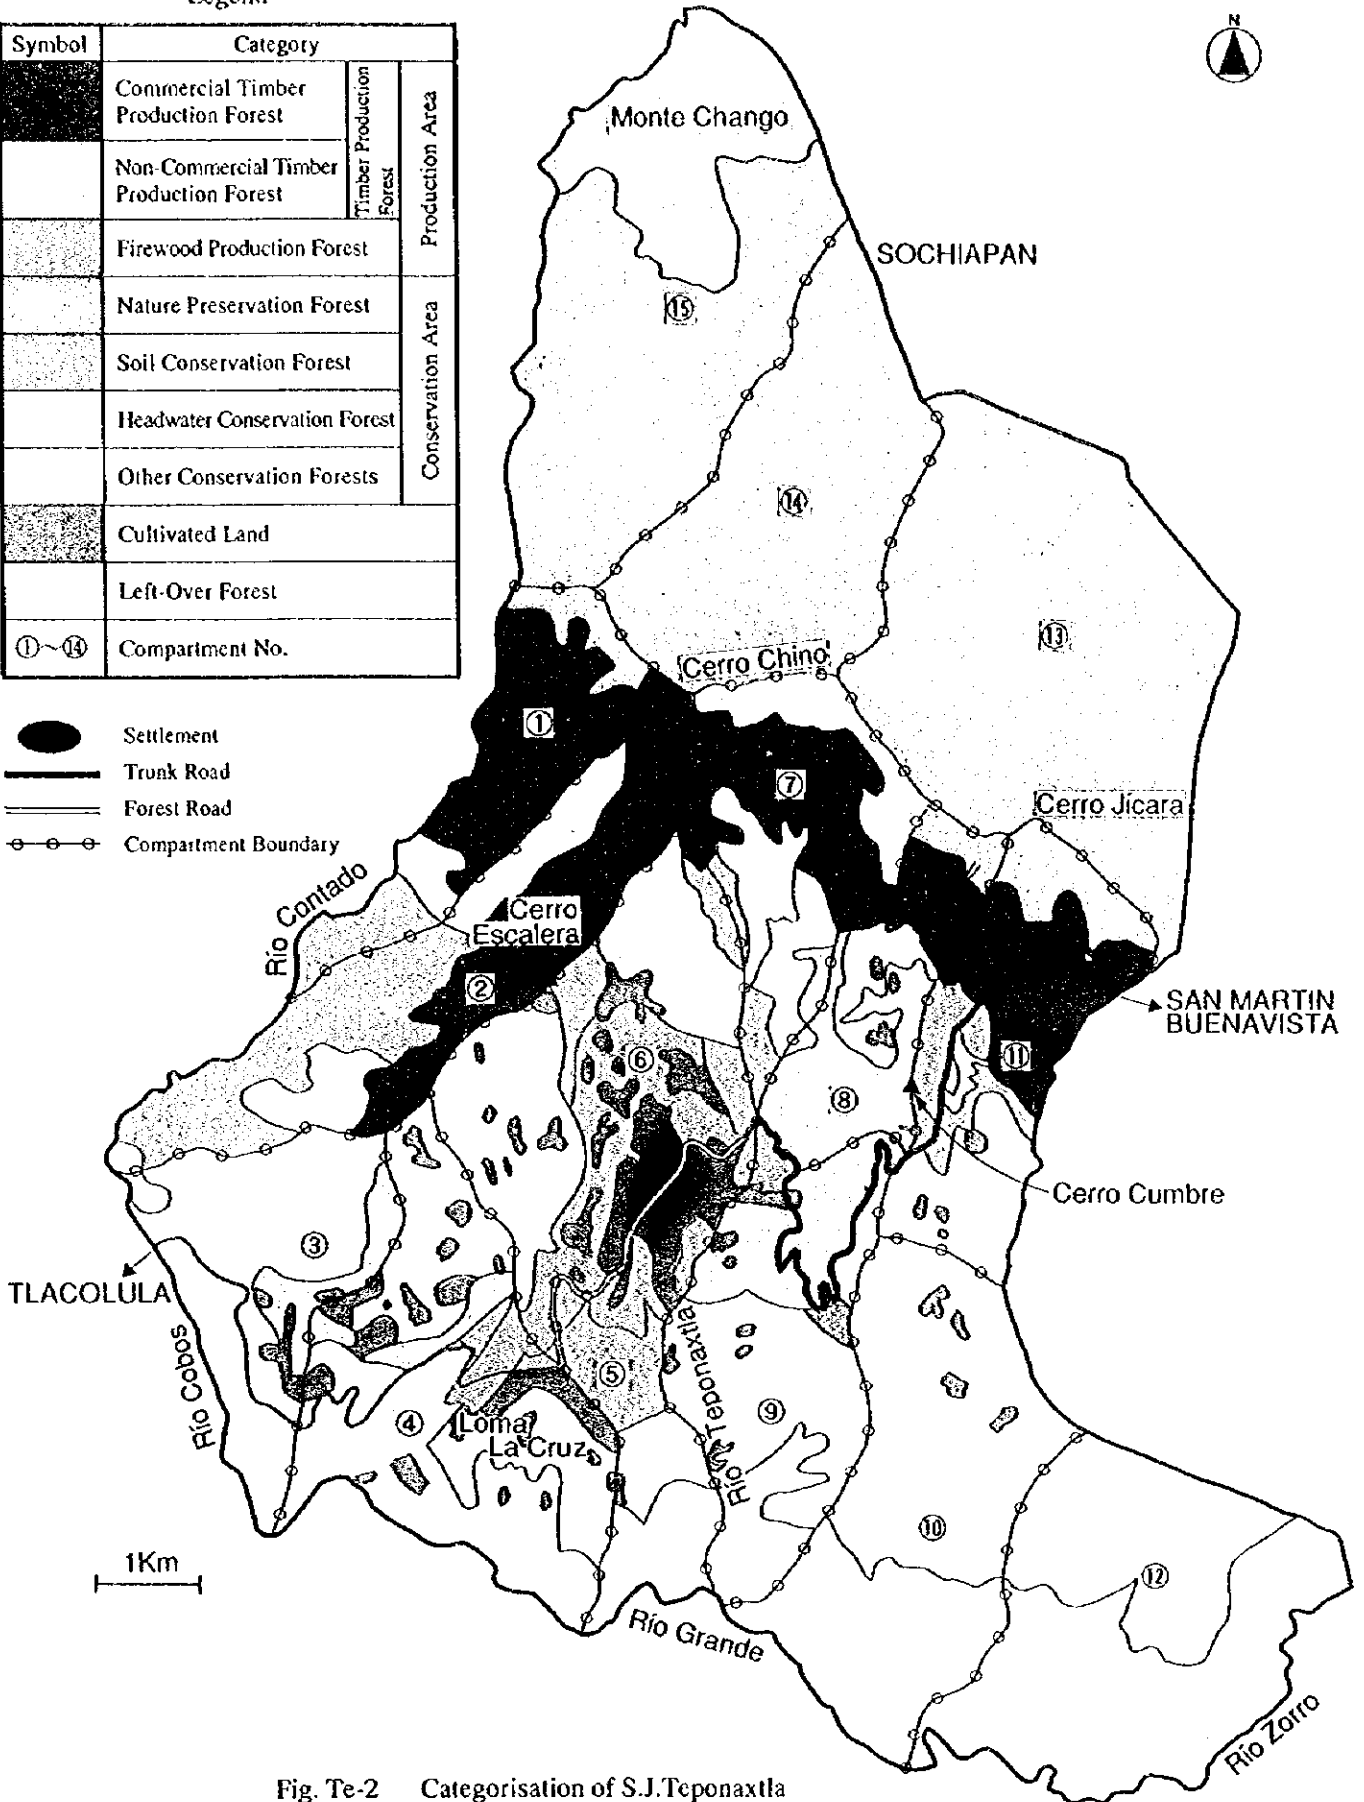 Legend
Symbol
Category
Commercial Timber
Production Forest
Non-Commercial Timber
Production Forest
Timber Production
Forest
Production Area
Firewood Production Forest
Nature Preservation Forest
Soil Conservation Forest
Headwater Conservation Forest
Other Conservation Forests
Conservation Area
Cultivated Land
Left-Over Forest
①~⑭
Compartment No.
Settlement
Trunk Road
Forest Road
Compartment Boundary
N
Monte Chango
SOCHIAPAN
⑮
⑭
⑬
Cerro Chino
①
⑦
Cerro Jícara
Río Contado
Cerro
Escalera
②
SAN MARTIN
BUENAVISTA
⑥
⑪
⑧
Cerro Cumbre
③
TLACOLULA
Río Cobos
Río Teponaxtla
⑤
④
Loma
La Cruz
⑨
⑩
⑫
1Km
Río Grande
Río Zorro
Fig. Te-2 Categorisation of S.J.Teponaxtla